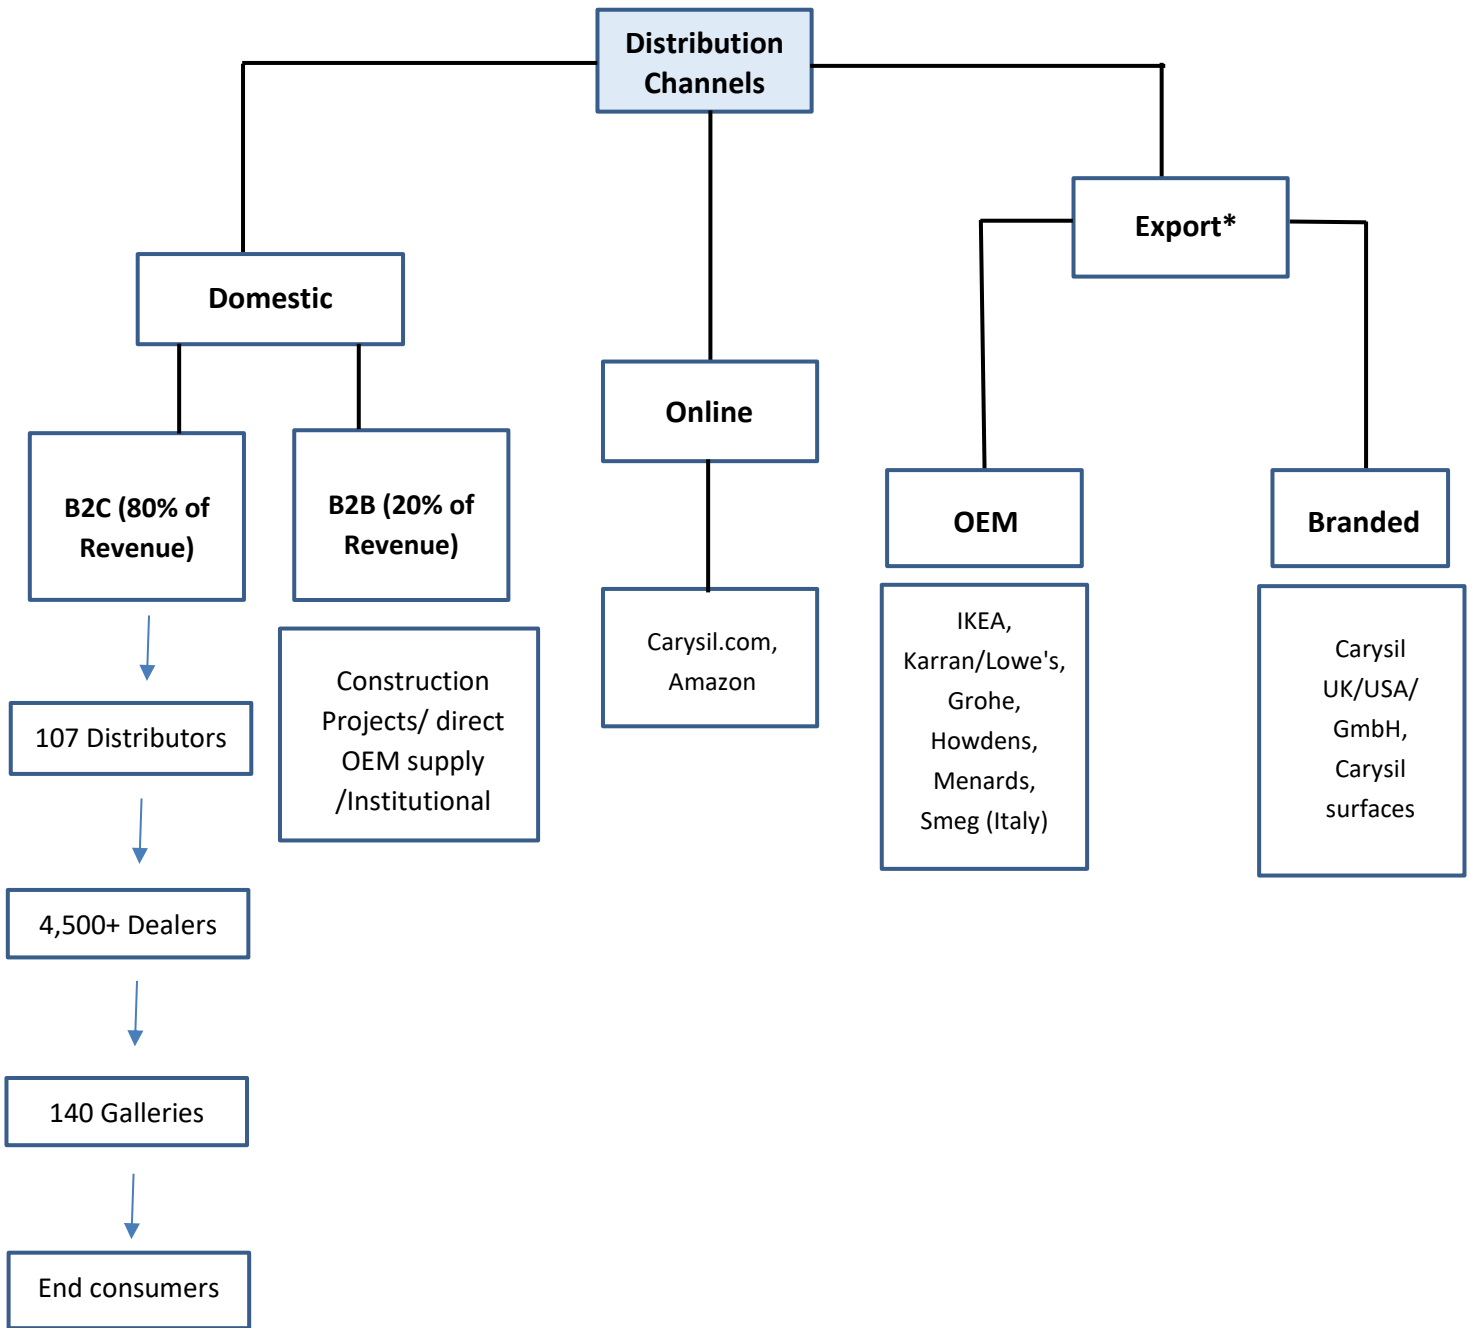 Distribution
Channels
Export*
Domestic
Online
B2C (80% of
Revenue)
B2B (20% of
Revenue)
OEM
Branded
Construction
Projects/ direct
OEM supply
/Institutional
Carysil.com,
Amazon
IKEA,
Karran/Lowe's,
Grohe,
Howdens,
Menards,
Smeg (Italy)
Carysil
UK/USA/
GmbH,
Carysil
surfaces
107 Distributors
4,500+ Dealers
140 Galleries
End consumers